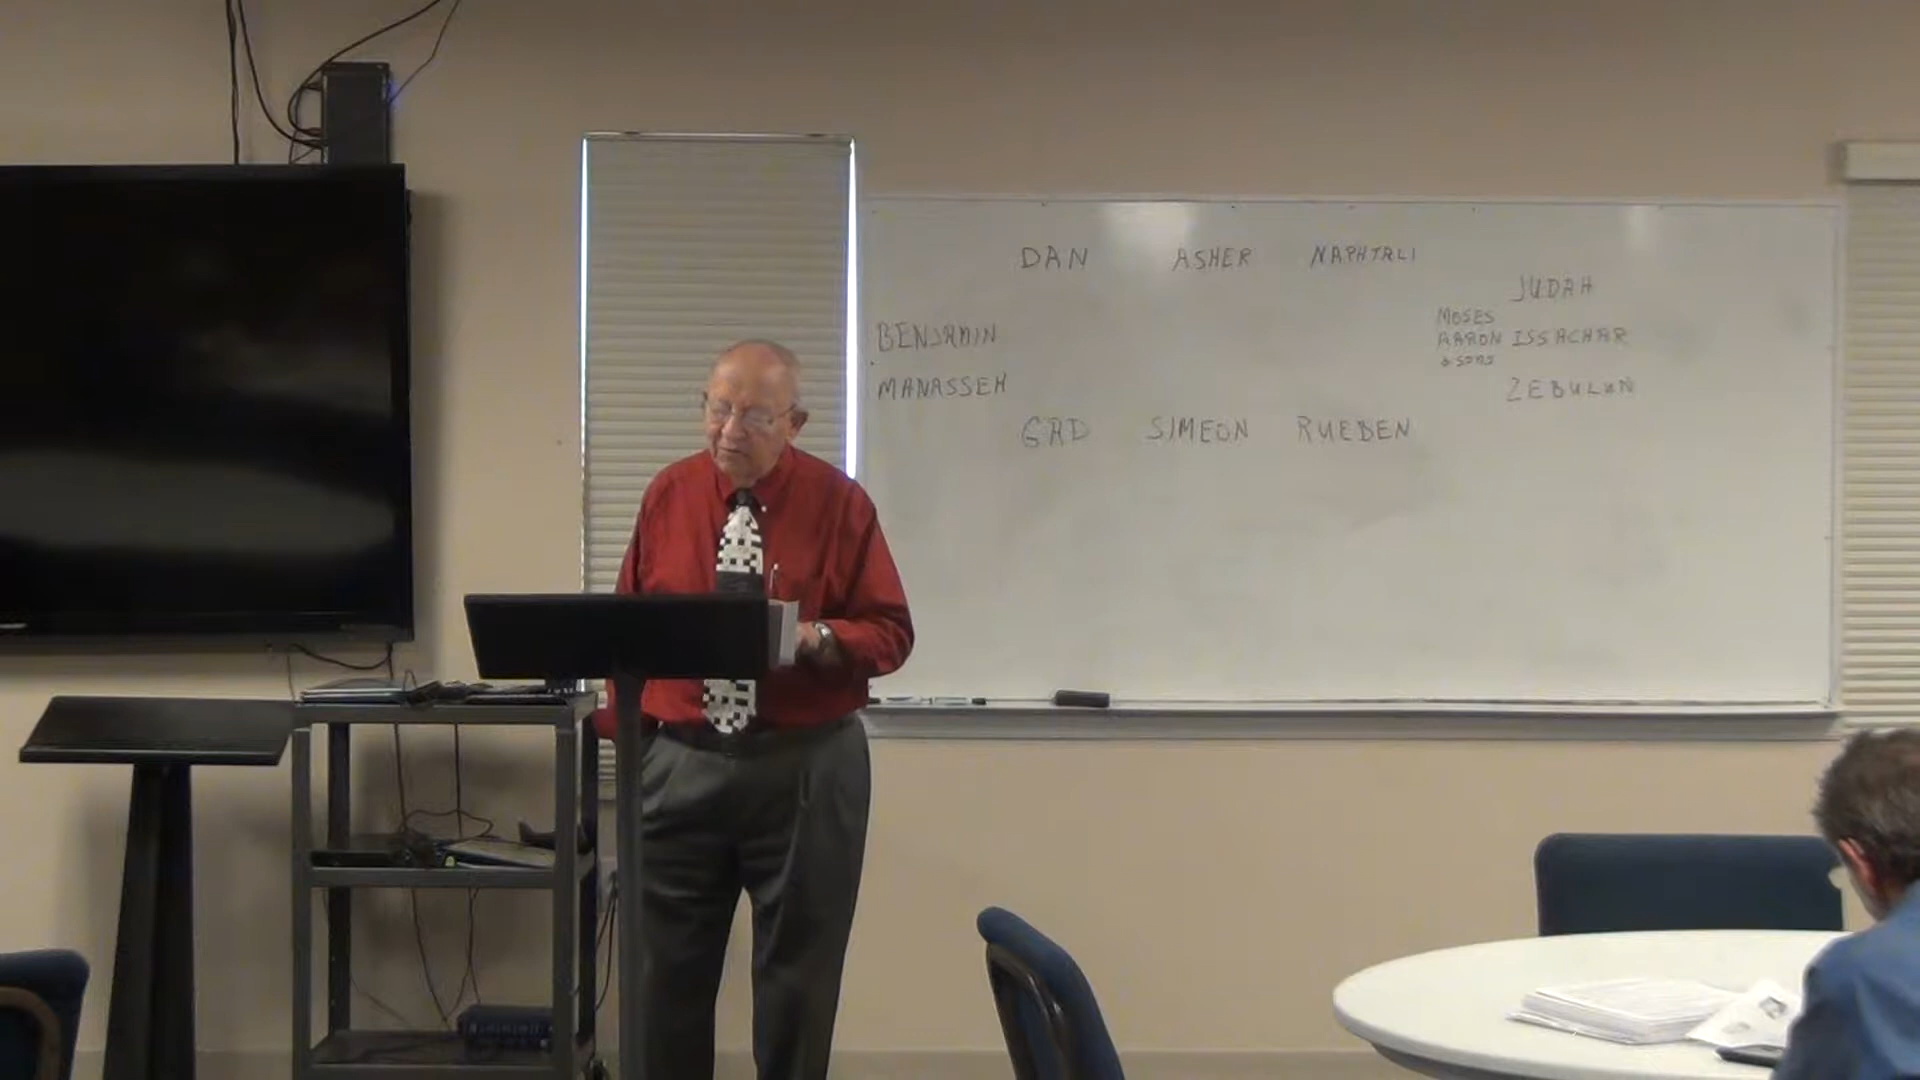 DAN ASHER NAPHTALI
JUDAH
MOSES
BENJAMIN AARON ISSACHAR
& SONS
MANASSEH ZEBULUN
GAD SIMEON RUEBEN